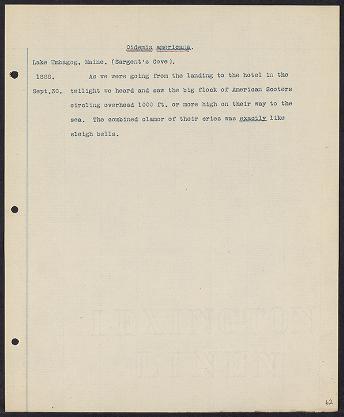 Oidemia americana.
Lake Umbagog, Maine. (Sargent's Cove).
1888. As we were going from the landing to the hotel in the
Sept.30. twilight we heard and saw the big flock of American Scoters
circling overhead 1000 ft. or more high on their way to the
sea. The combined clamor of their cries was exactly like
sleigh bells.
42